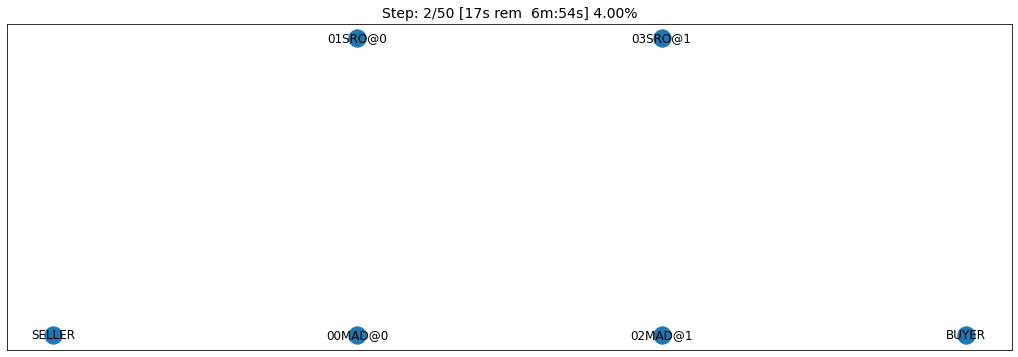 Step: 2/50 [17s rem  6m:54s] 4.00%
01SRO@0 03SRO@1
SELLER 00MAD@0 02MAD@1 BUYER